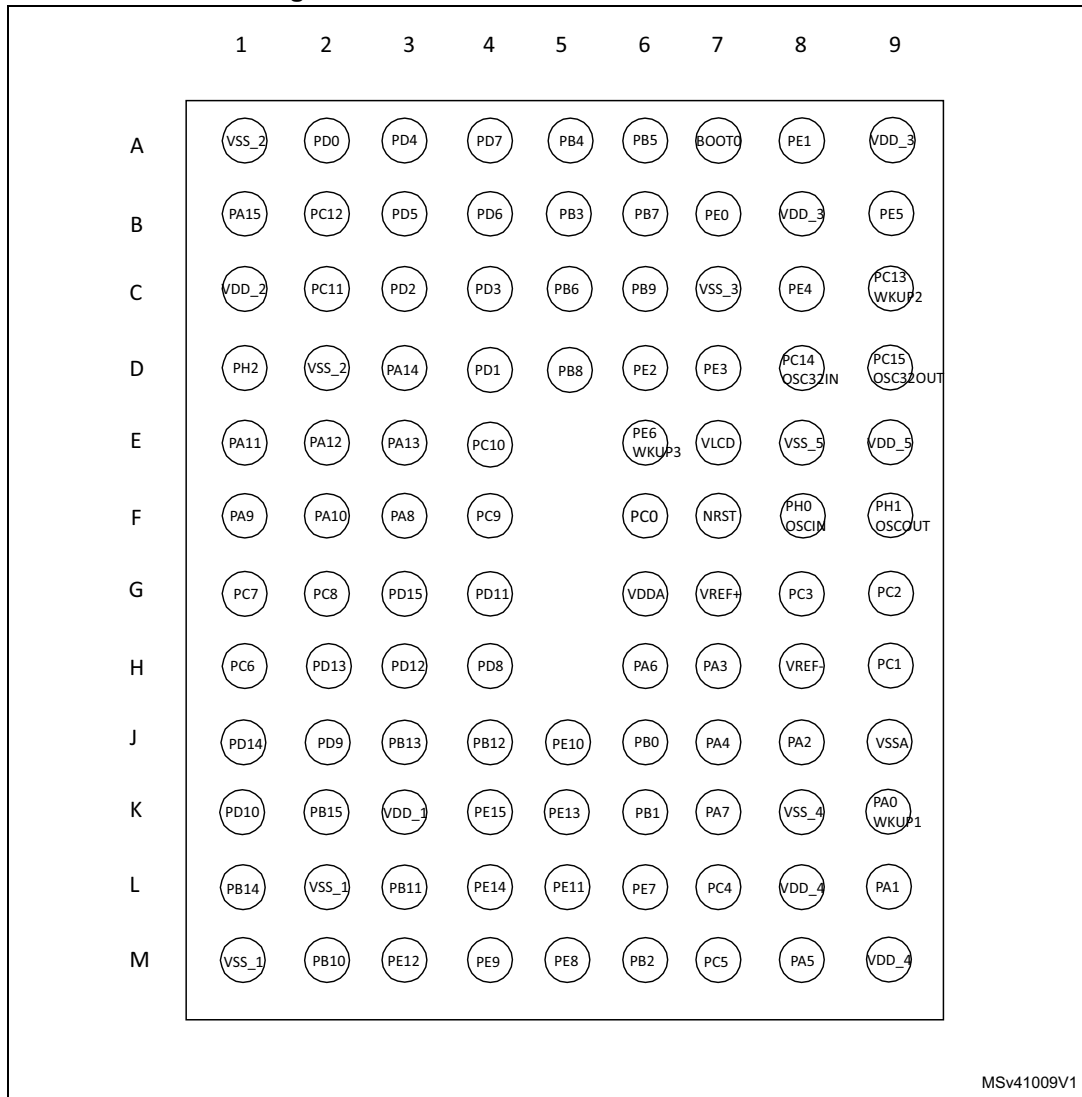 1 2 3 4 5 6 7 8 9
A VSS_2 PD0 PD4 PD7 PB4 PB5 BOOT0 PE1 VDD_3
B PA15 PC12 PD5 PD6 PB3 PB7 PE0 VDD_3 PE5
C VDD_2 PC11 PD2 PD3 PB6 PB9 VSS_3 PE4 PC13 WKUP2
D PH2 VSS_2 PA14 PD1 PB8 PE2 PE3 PC14 OSC32IN PC15 OSC32OUT
E PA11 PA12 PA13 PC10 PE6 WKUP3 VLCD VSS_5 VDD_5
F PA9 PA10 PA8 PC9 PC0 NRST PH0 OSCIN PH1 OSCOUT
G PC7 PC8 PD15 PD11 VDDA VREF+ PC3 PC2
H PC6 PD13 PD12 PD8 PA6 PA3 VREF- PC1
J PD14 PD9 PB13 PB12 PE10 PB0 PA4 PA2 VSSA
K PD10 PB15 VDD_1 PE15 PE13 PB1 PA7 VSS_4 PA0 WKUP1
L PB14 VSS_1 PB11 PE14 PE11 PE7 PC4 VDD_4 PA1
M VSS_1 PB10 PE12 PE9 PE8 PB2 PC5 PA5 VDD_4
MSv41009V1